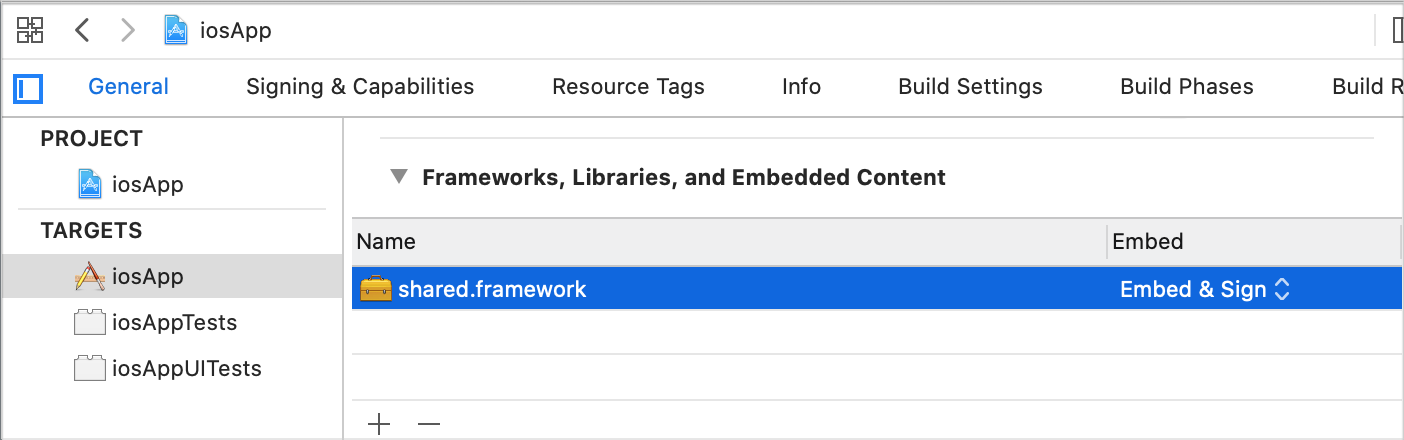 iosApp
General Signing & Capabilities Resource Tags Info Build Settings Build Phases Build R
PROJECT
iosApp
TARGETS
iosApp
iosAppTests
iosAppUITests
Frameworks, Libraries, and Embedded Content
Name Embed
shared.framework Embed & Sign